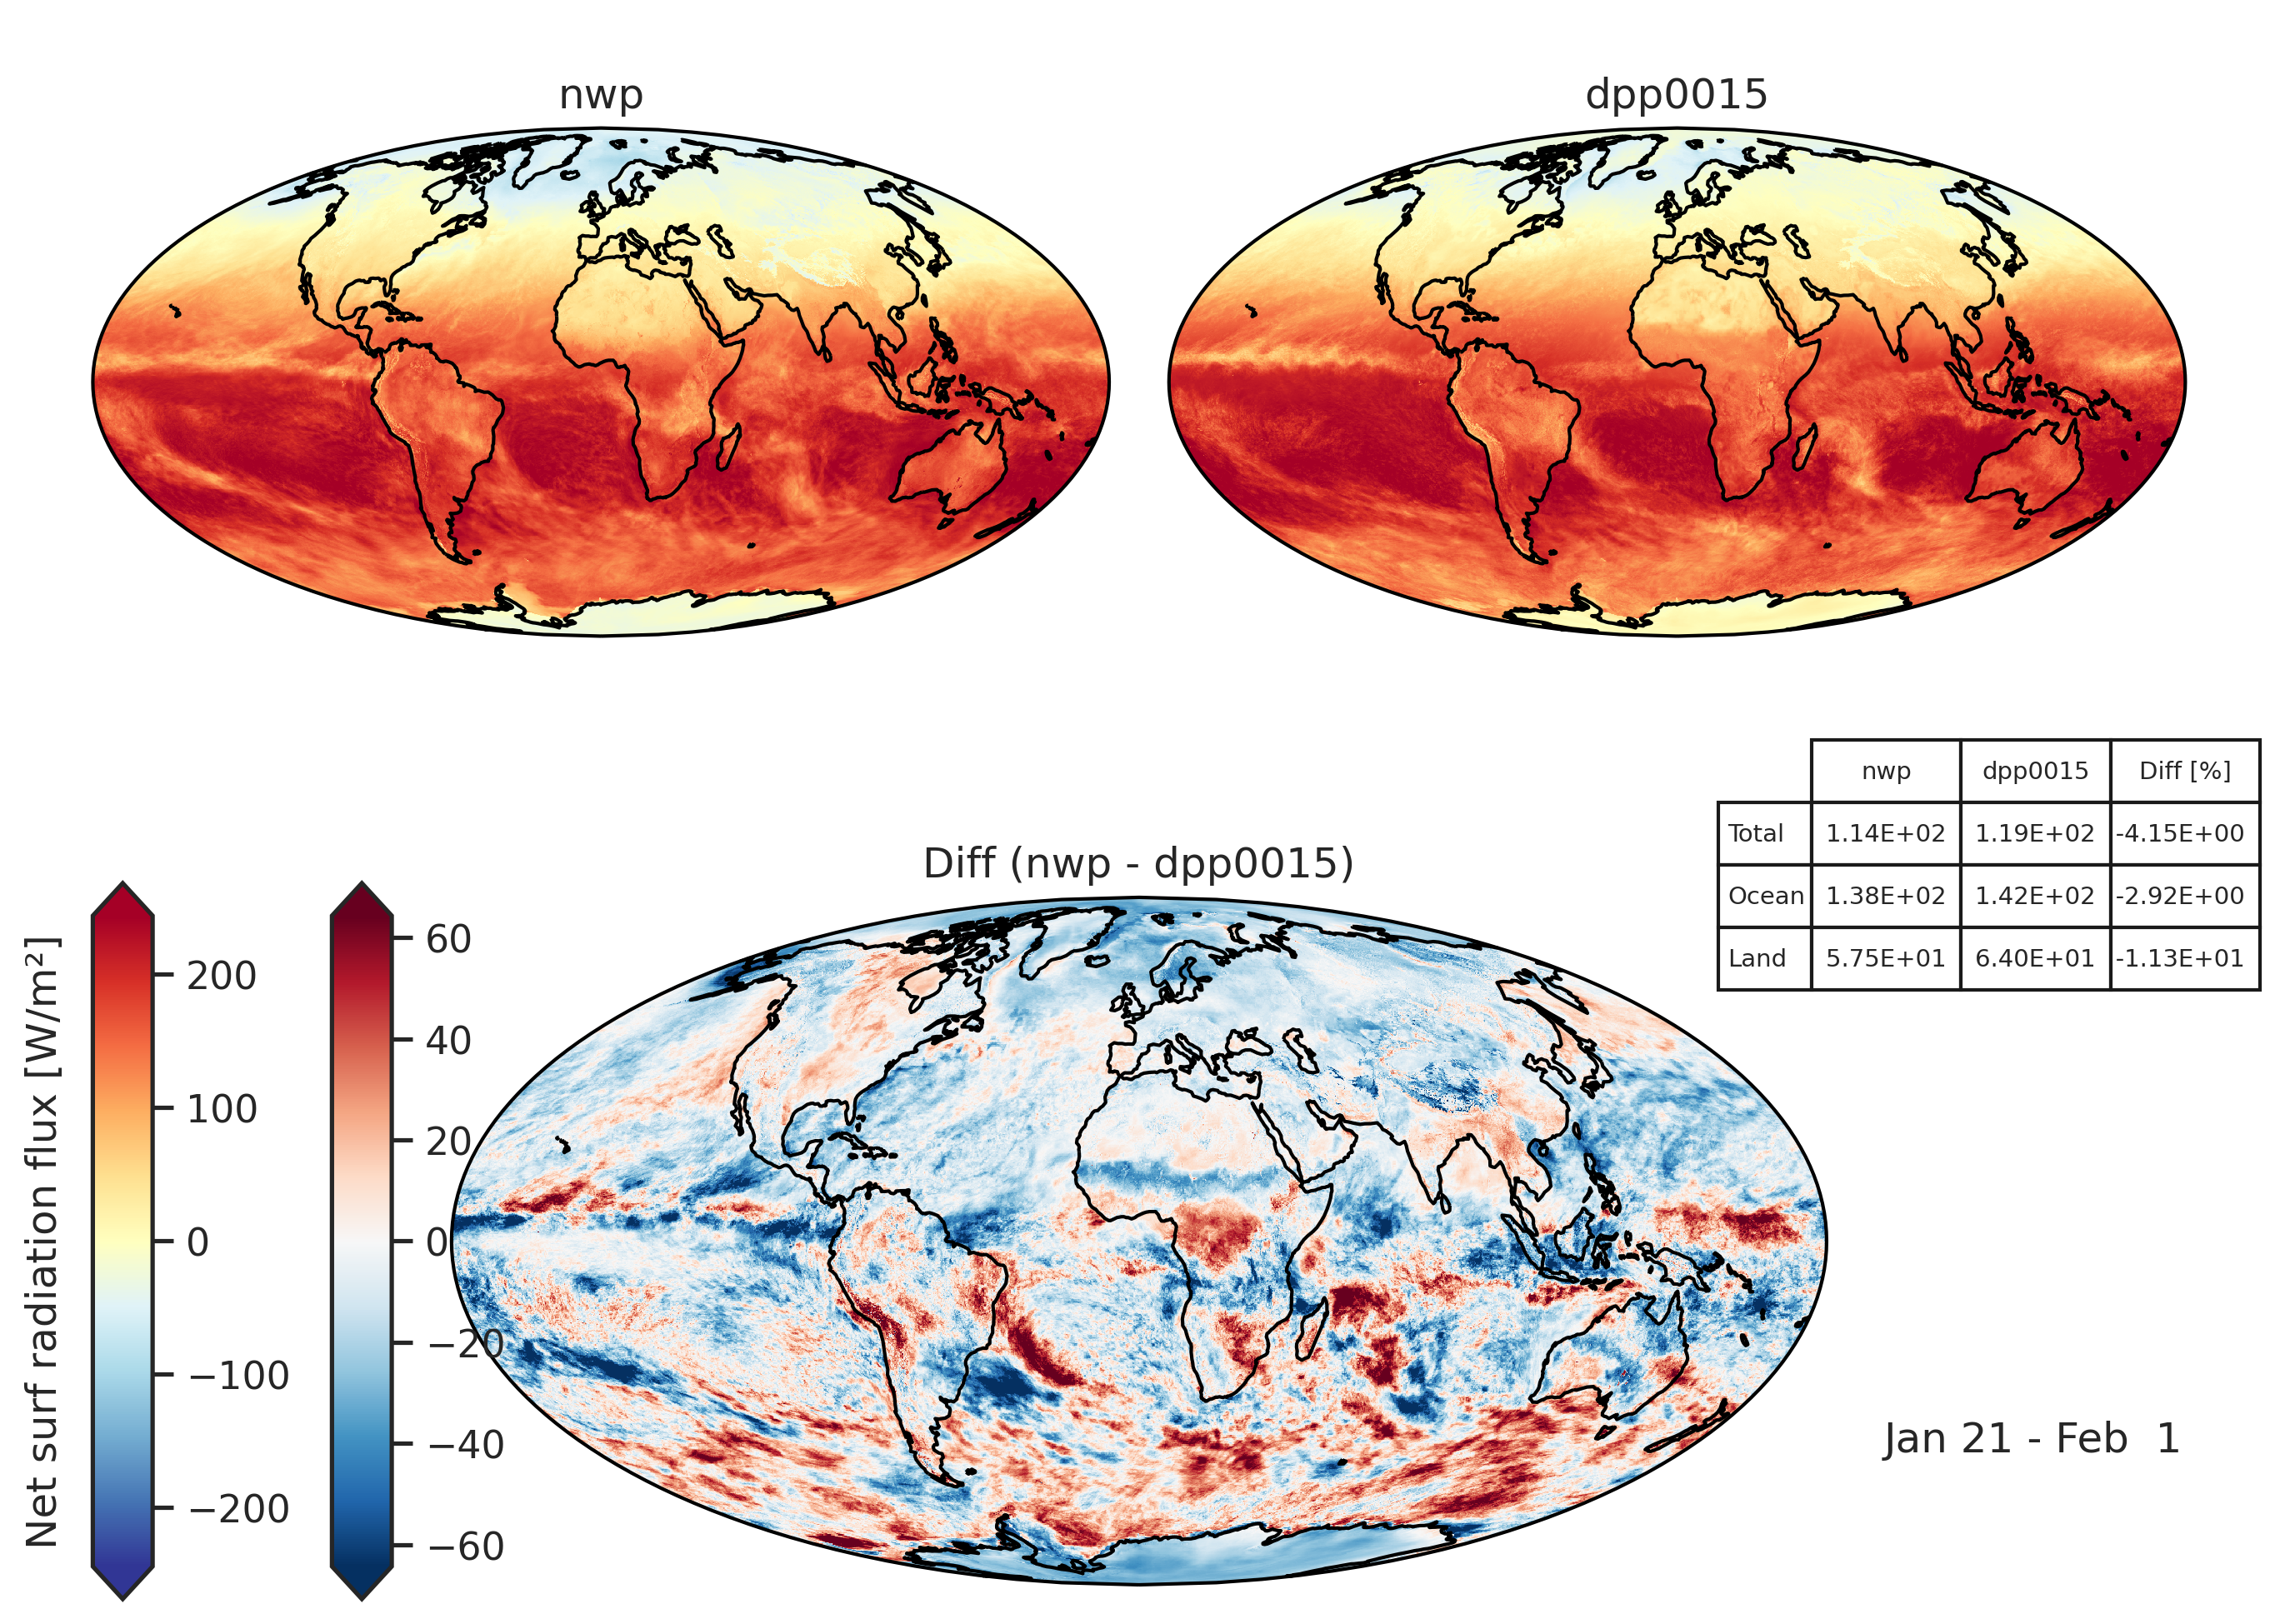 nwp
dpp0015
nwp dpp0015 Diff [%]
Total 1.14E+02 1.19E+02 -4.15E+00
Ocean 1.38E+02 1.42E+02 -2.92E+00
Land 5.75E+01 6.40E+01 -1.13E+01
Diff (nwp - dpp0015)
Net surf radiation flux [W/m²]
200
100
0
−100
−200
60
40
20
0
−20
−40
−60
Jan 21 - Feb  1